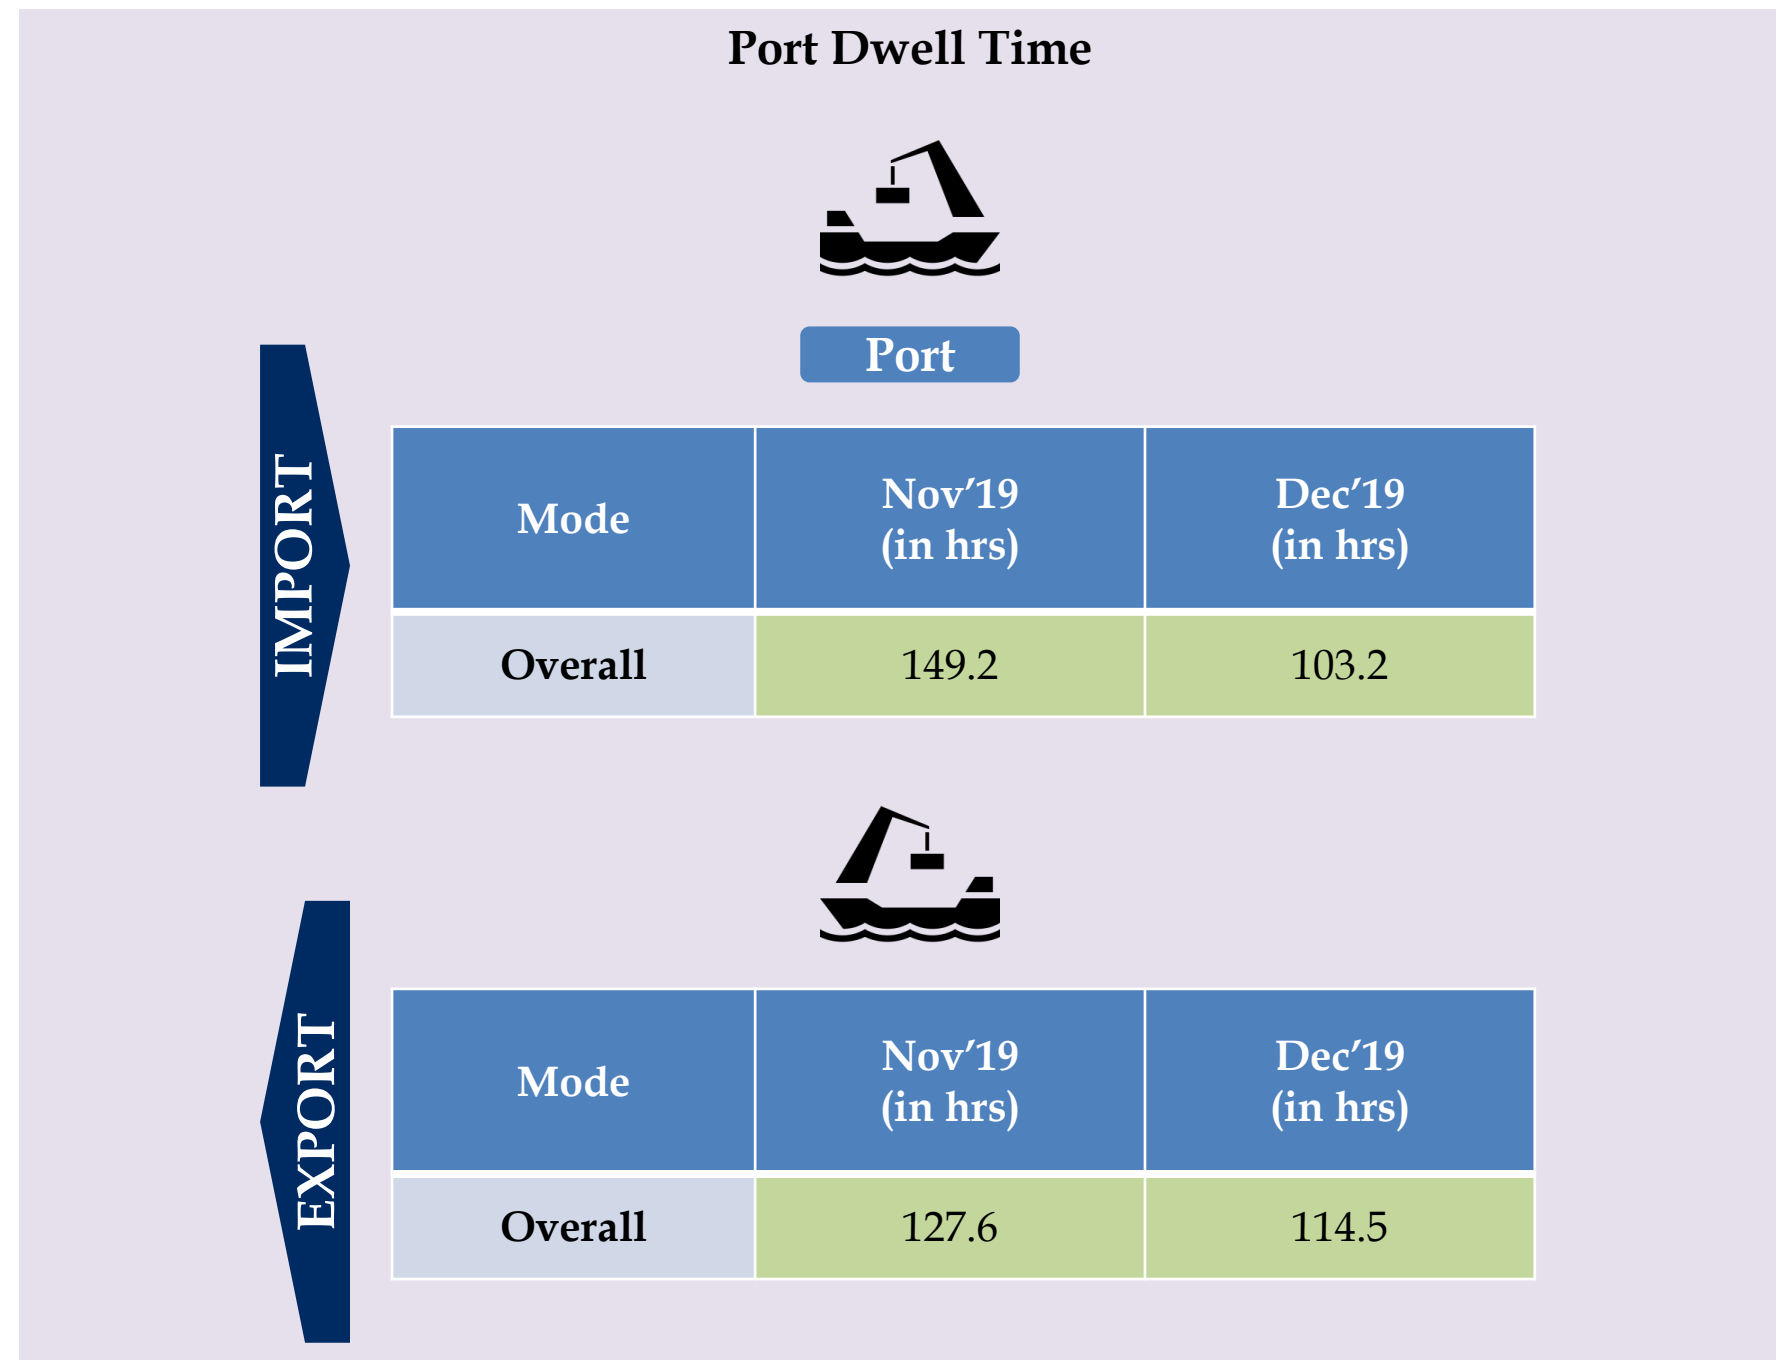 Port Dwell Time
Port
IMPORT
Mode
Nov’19
(in hrs)
Dec’19
(in hrs)
Overall
149.2
103.2
EXPORT
Mode
Nov’19
(in hrs)
Dec’19
(in hrs)
Overall
127.6
114.5